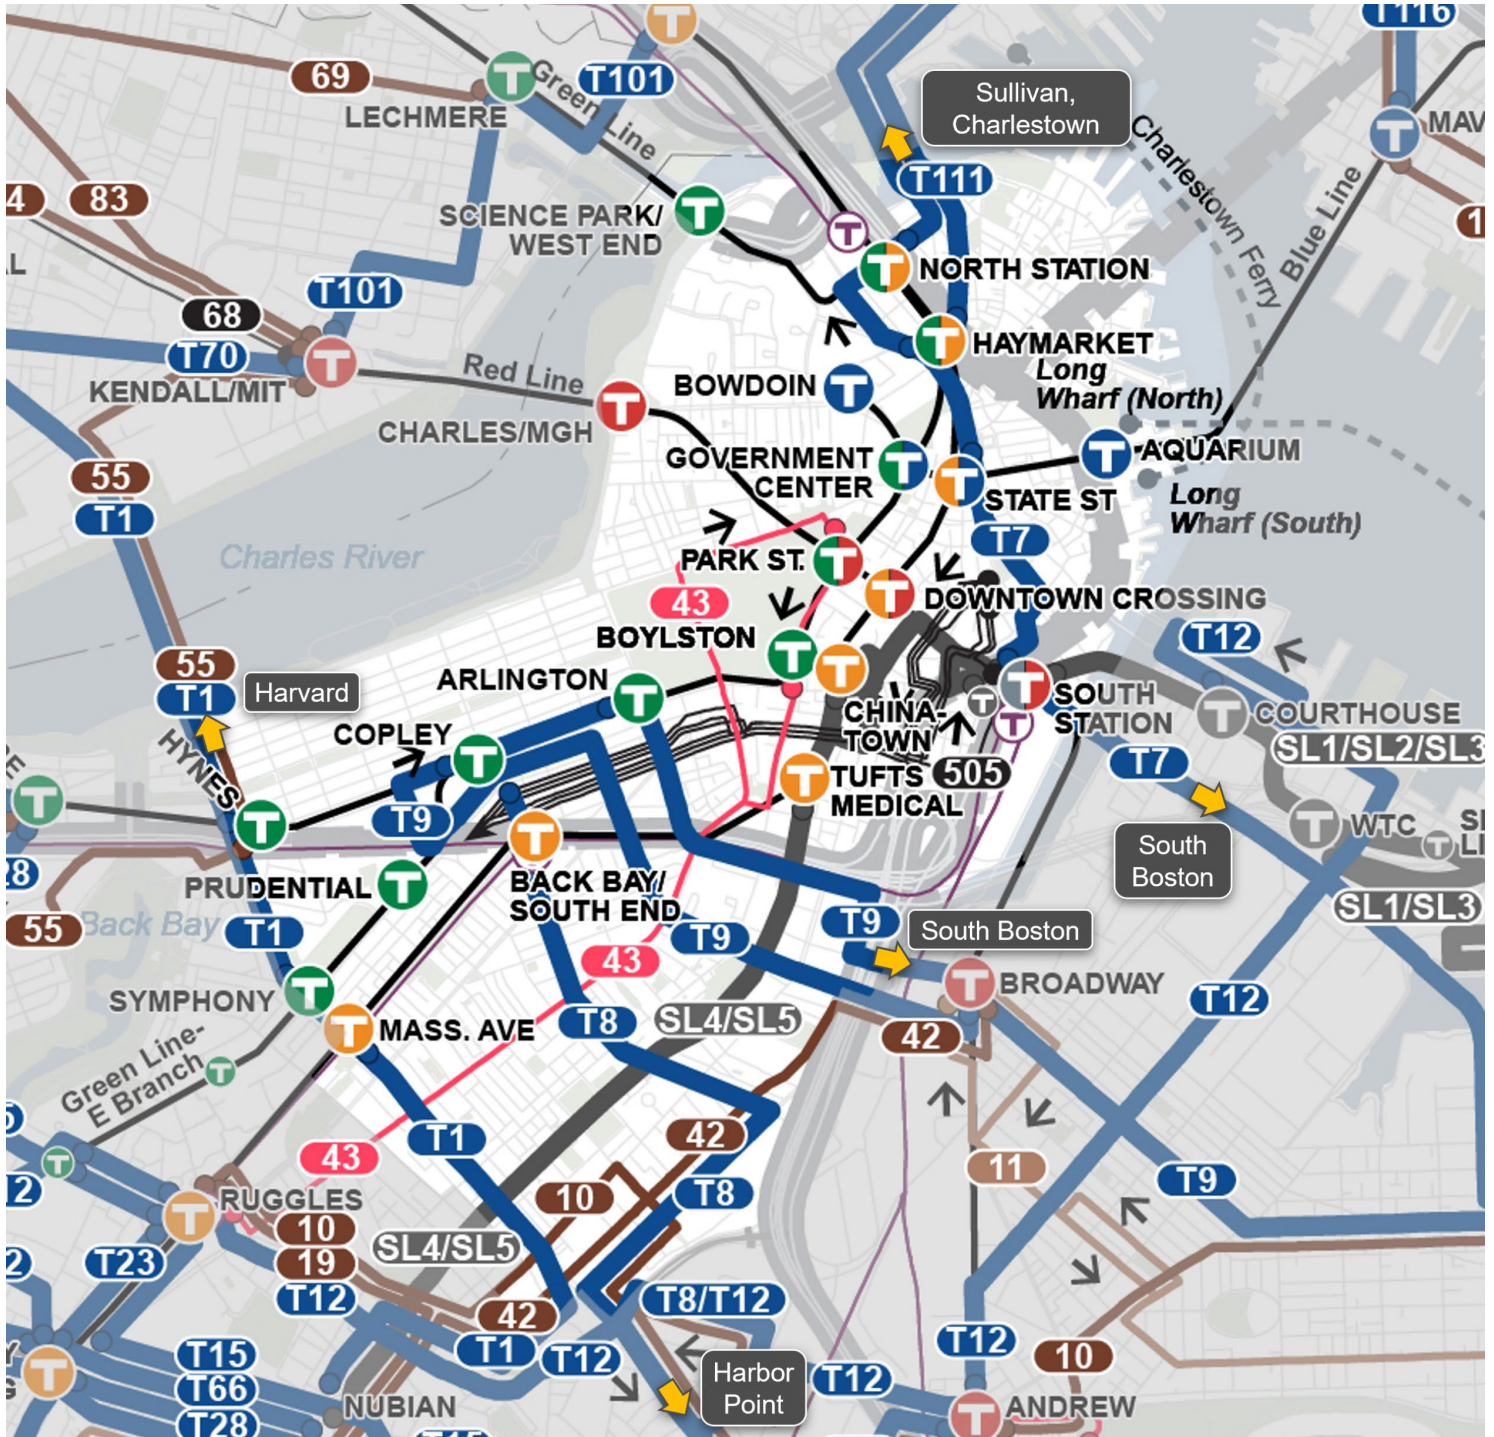 T116
69
T101
Green Line
LECHMERE
Sullivan,
Charlestown
MAV
Charlestown Ferry
Blue Line
4
83
T111
SCIENCE PARK/
WEST END
NORTH STATION
T101
68
T70
KENDALL/MIT
Red Line
CHARLES/MGH
HAYMARKET
BOWDOIN
Long
Wharf (North)
GOVERNMENT
CENTER
AQUARIUM
STATE ST
Long
Wharf (South)
55
T1
Charles River
T7
PARK ST.
43
DOWNTOWN CROSSING
BOYLSTON
T12
55
T1
Harvard
ARLINGTON
SOUTH
STATION
COURTHOUSE
SL1/SL2/SL3
COPLEY
CHINA-
TOWN
HYNES
T7
505
TUFTS
MEDICAL
T9
WTC
South
Boston
28
PRUDENTIAL
BACK BAY/
SOUTH END
SL1/SL3
55
Back Bay
T1
T9
T9
South Boston
43
BROADWAY
SYMPHONY
T12
MASS. AVE
T8
SL4/SL5
42
Green Line-
E Branch
T1
42
43
11
T9
T8
10
RUGGLES
10
SL4/SL5
19
T23
T12
T8/T12
42
T1
T12
T12
10
T15
T66
T28
Harbor
Point
T12
NUBIAN
ANDREW